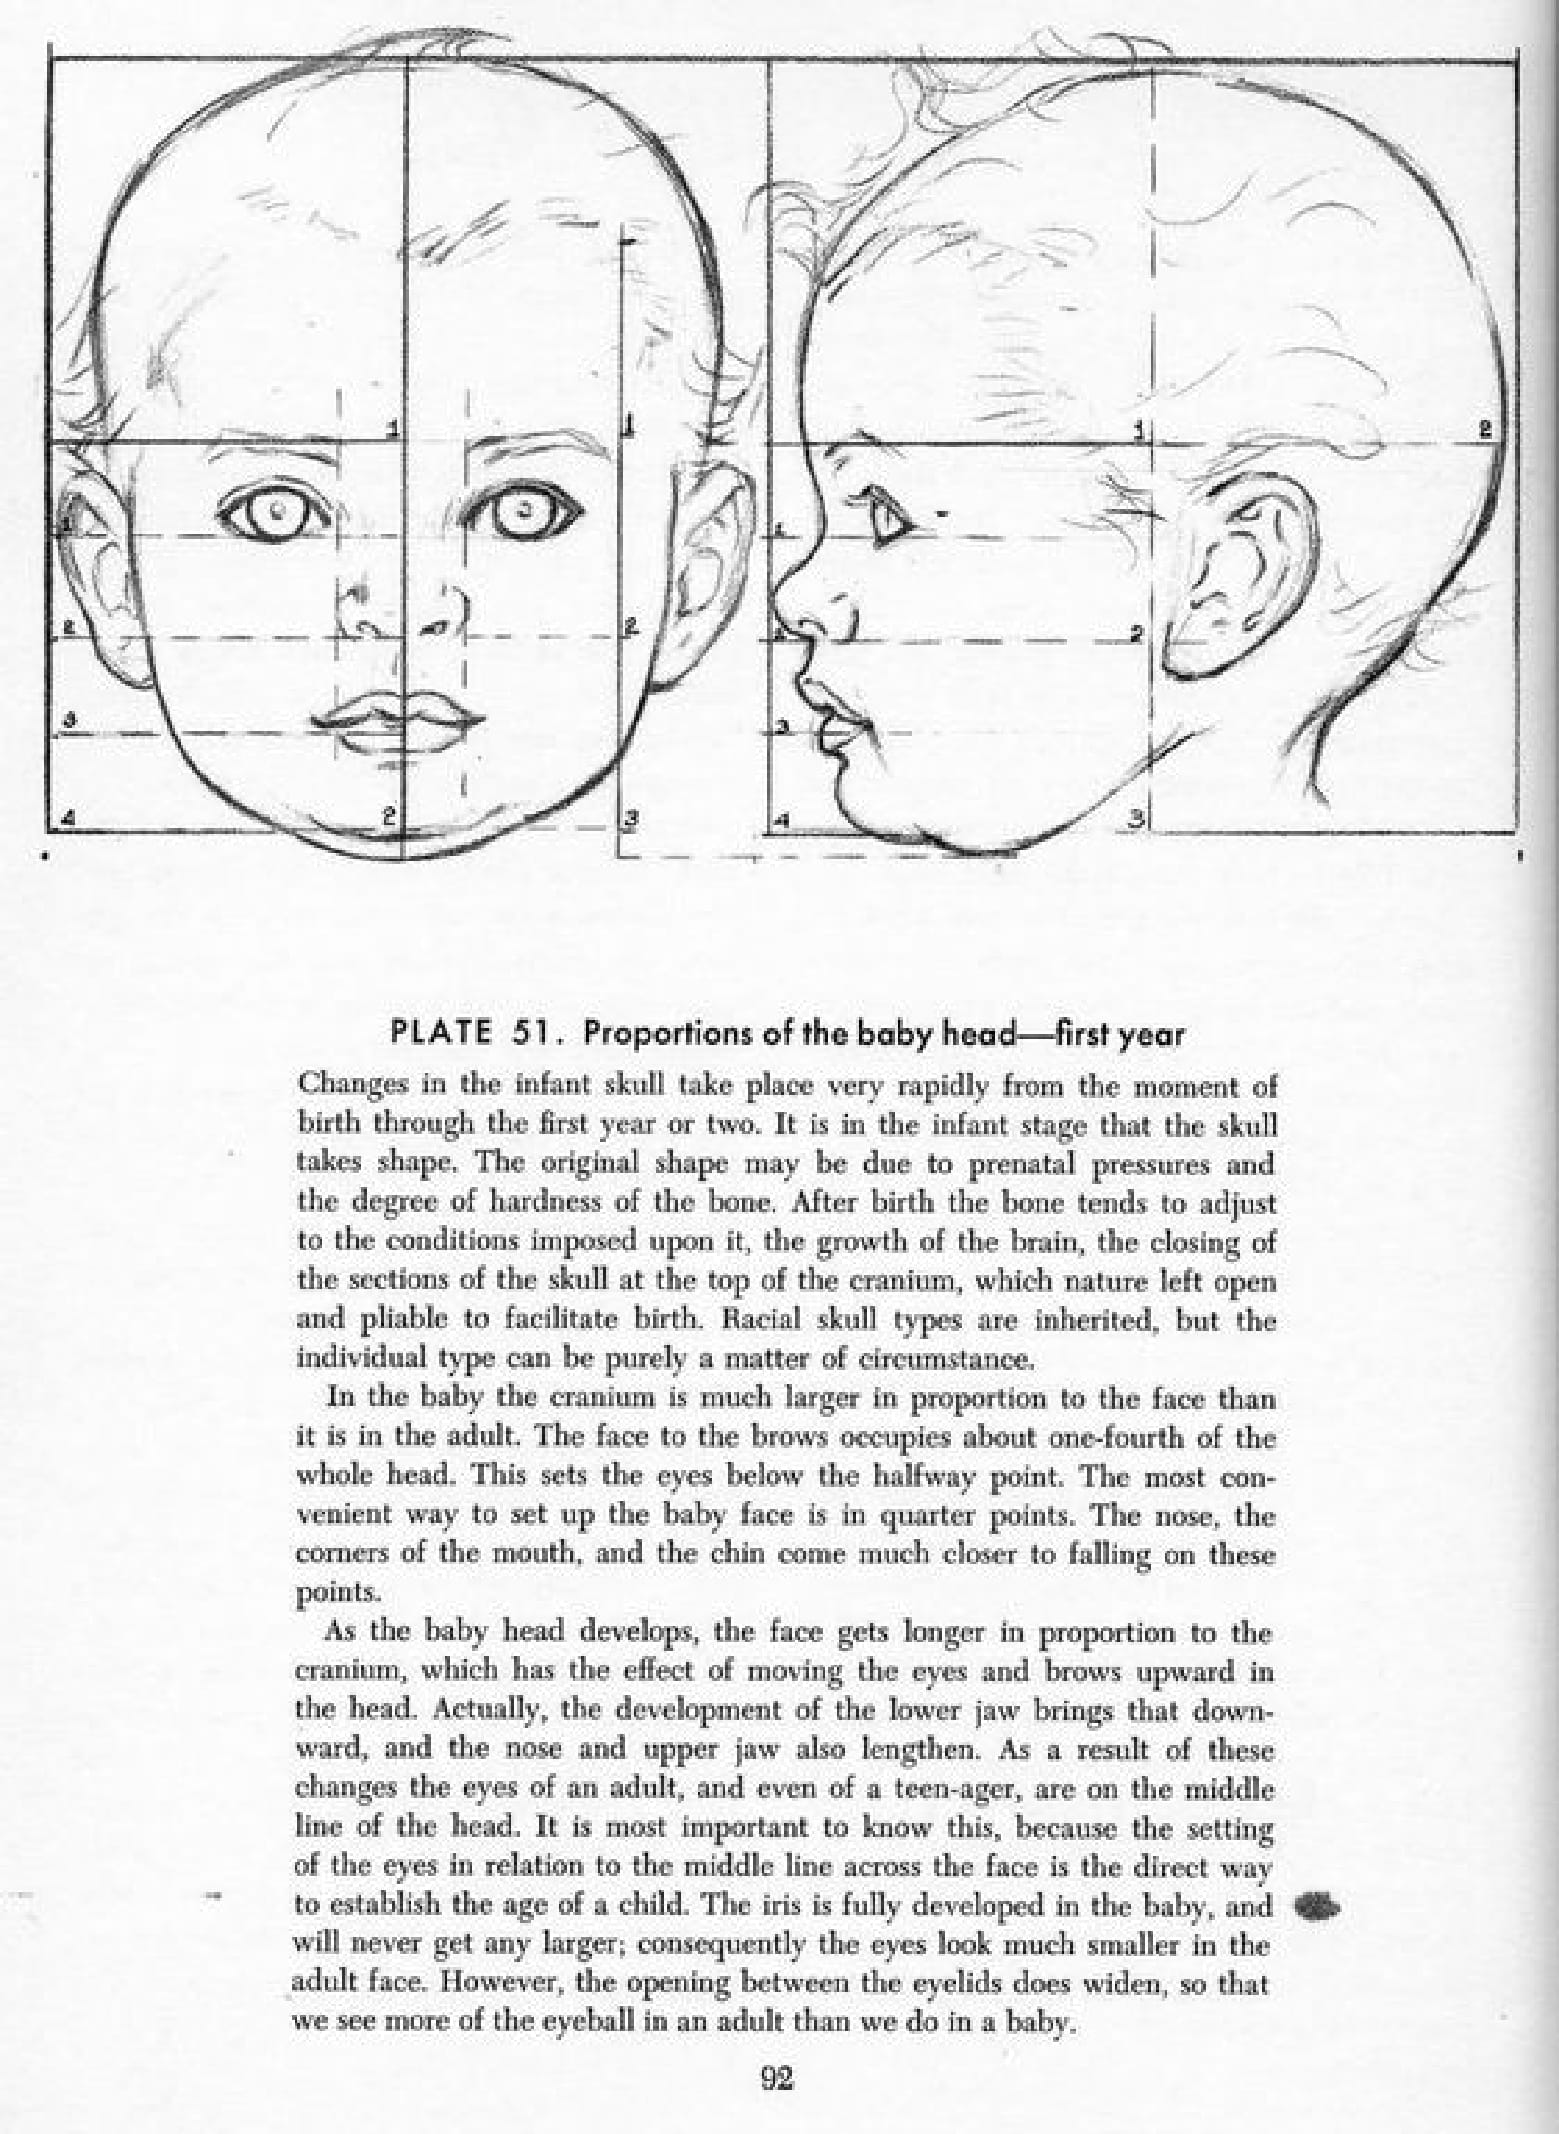 1
1
1
2
1
1
2
2
2
2
3
3
4
2
3
4
3
PLATE 51. Proportions of the baby head—first year
Changes in the infant skull take place very rapidly from the moment of
birth through the first year or two. It is in the infant stage that the skull
takes shape. The original shape may be due to prenatal pressures and
the degree of hardness of the bone. After birth the bone tends to adjust
to the conditions imposed upon it, the growth of the brain, the closing of
the sections of the skull at the top of the cranium, which nature left open
and pliable to facilitate birth. Racial skull types are inherited, but the
individual type can be purely a matter of circumstance.
In the baby the cranium is much larger in proportion to the face than
it is in the adult. The face to the brows occupies about one-fourth of the
whole head. This sets the eyes below the halfway point. The most con-
venient way to set up the baby face is in quarter points. The nose, the
corners of the mouth, and the chin come much closer to falling on these
points.
As the baby head develops, the face gets longer in proportion to the
cranium, which has the effect of moving the eyes and brows upward in
the head. Actually, the development of the lower jaw brings that down-
ward, and the nose and upper jaw also lengthen. As a result of these
changes the eyes of an adult, and even of a teen-ager, are on the middle
line of the head. It is most important to know this, because the setting
of the eyes in relation to the middle line across the face is the direct way
to establish the age of a child. The iris is fully developed in the baby, and
will never get any larger; consequently the eyes look much smaller in the
adult face. However, the opening between the eyelids does widen, so that
we see more of the eyeball in an adult than we do in a baby.
92